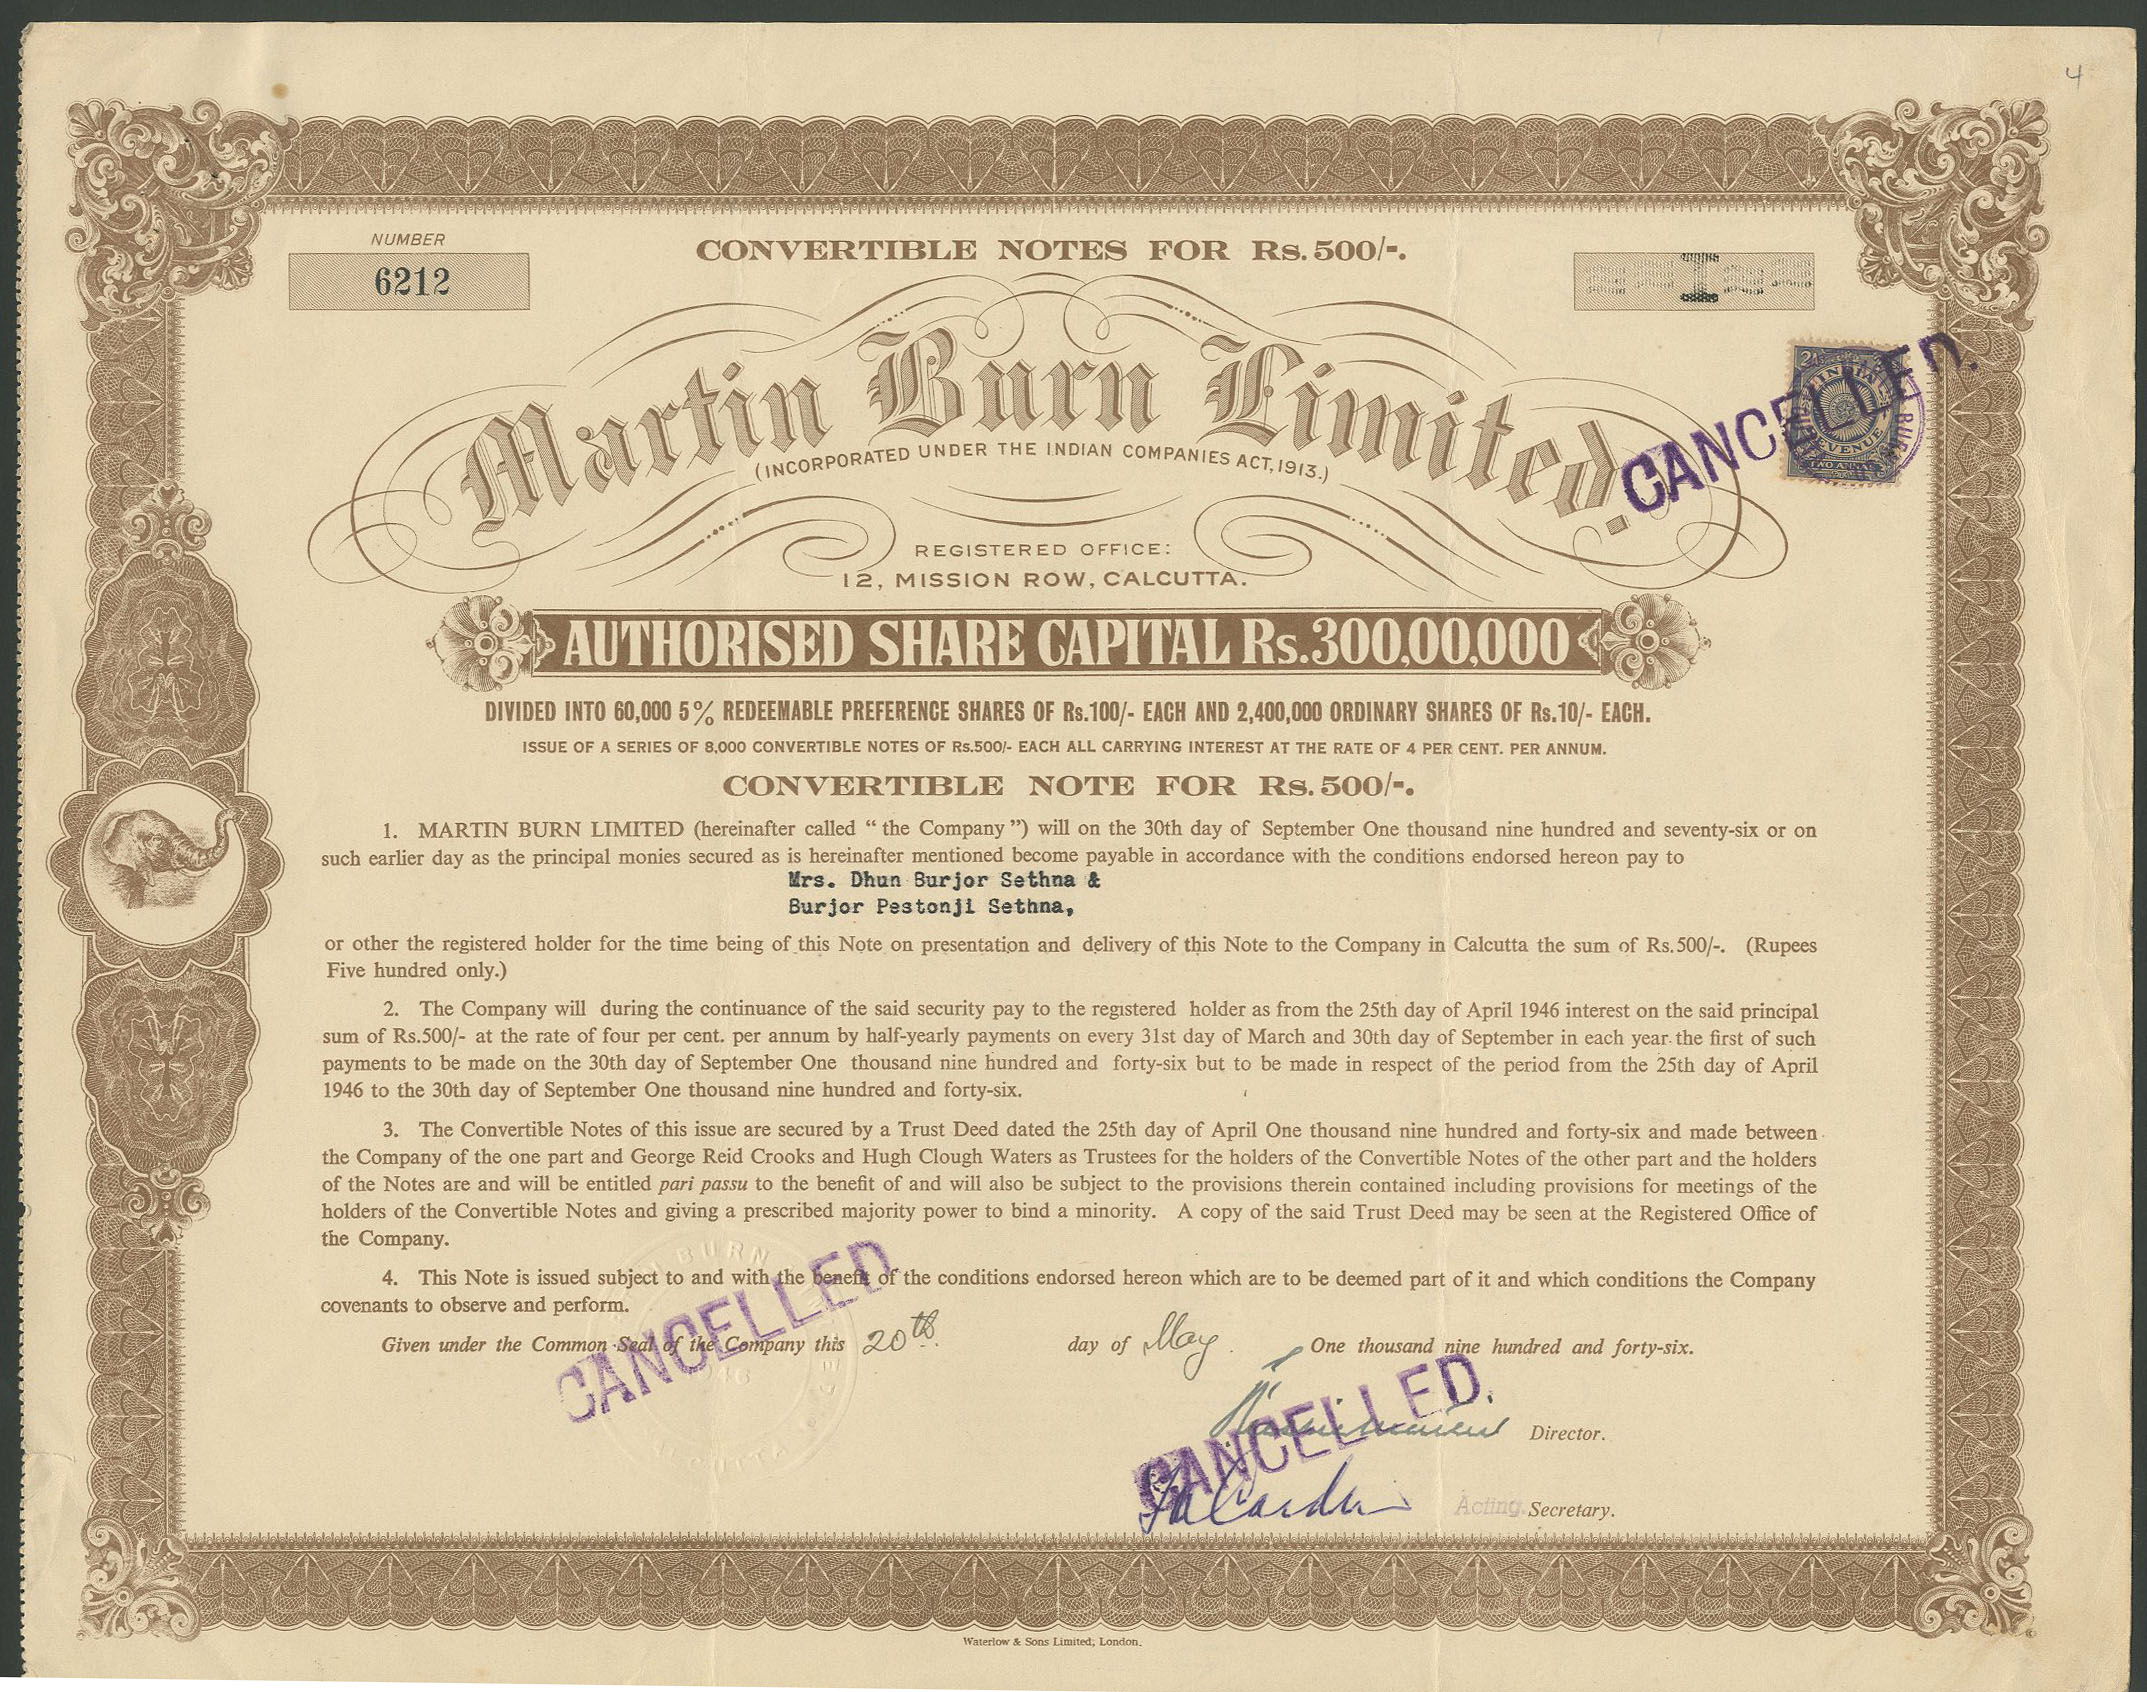 4
NUMBER
6212
CONVERTIBLE NOTES FOR Rs. 500/-.
1
Martin Burn Limited.
(INCORPORATED UNDER THE INDIAN COMPANIES ACT, 1913.)
CANCELLED.
INDIA
REVENUE
TWO ANNAS
REGISTERED OFFICE:
12, MISSION ROW, CALCUTTA.
AUTHORISED SHARE CAPITAL Rs.300,00,000
DIVIDED INTO 60,000 5% REDEEMABLE PREFERENCE SHARES OF Rs.100/- EACH AND 2,400,000 ORDINARY SHARES OF Rs.10/- EACH.
ISSUE OF A SERIES OF 8,000 CONVERTIBLE NOTES OF Rs.500/- EACH ALL CARRYING INTEREST AT THE RATE OF 4 PER CENT. PER ANNUM.
CONVERTIBLE NOTE FOR Rs. 500/-.
1. MARTIN BURN LIMITED (hereinafter called “ the Company ”) will on the 30th day of September One thousand nine hundred and seventy-six or on
such earlier day as the principal monies secured as is hereinafter mentioned become payable in accordance with the conditions endorsed hereon pay to
Mrs. Dhun Burjor Sethna &
Burjor Pestonji Sethna,
or other the registered holder for the time being of this Note on presentation and delivery of this Note to the Company in Calcutta the sum of Rs.500/-. (Rupees
Five hundred only.)
2. The Company will during the continuance of the said security pay to the registered holder as from the 25th day of April 1946 interest on the said principal
sum of Rs.500/- at the rate of four per cent. per annum by half-yearly payments on every 31st day of March and 30th day of September in each year the first of such
payments to be made on the 30th day of September One thousand nine hundred and forty-six but to be made in respect of the period from the 25th day of April
1946 to the 30th day of September One thousand nine hundred and forty-six.
3. The Convertible Notes of this issue are secured by a Trust Deed dated the 25th day of April One thousand nine hundred and forty-six and made between
the Company of the one part and George Reid Crooks and Hugh Clough Waters as Trustees for the holders of the Convertible Notes of the other part and the holders
of the Notes are and will be entitled pari passu to the benefit of and will also be subject to the provisions therein contained including provisions for meetings of the
holders of the Convertible Notes and giving a prescribed majority power to bind a minority. A copy of the said Trust Deed may be seen at the Registered Office of
the Company.
4. This Note is issued subject to and with the benefit of the conditions endorsed hereon which are to be deemed part of it and which conditions the Company
covenants to observe and perform.
CANCELLED
Given under the Common Seal of the Company this 20th day of May One thousand nine hundred and forty-six.
CANCELLED.
Director.
Acting Secretary.
Waterlow & Sons Limited, London.